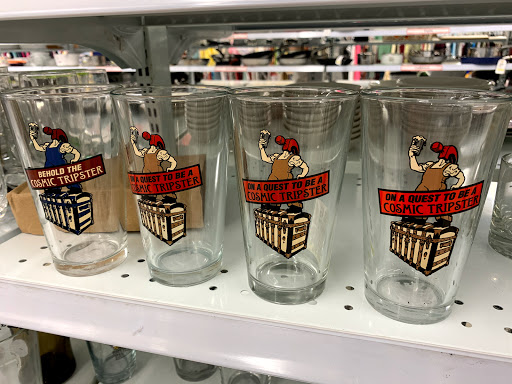 BEHOLD THE
COSMIC TRIPSTER
ON A QUEST TO BE A
COSMIC TRIPSTER
ON A QUEST TO BE A
COSMIC TRIPSTER
ON A QUEST TO BE A
COSMIC TRIPSTER